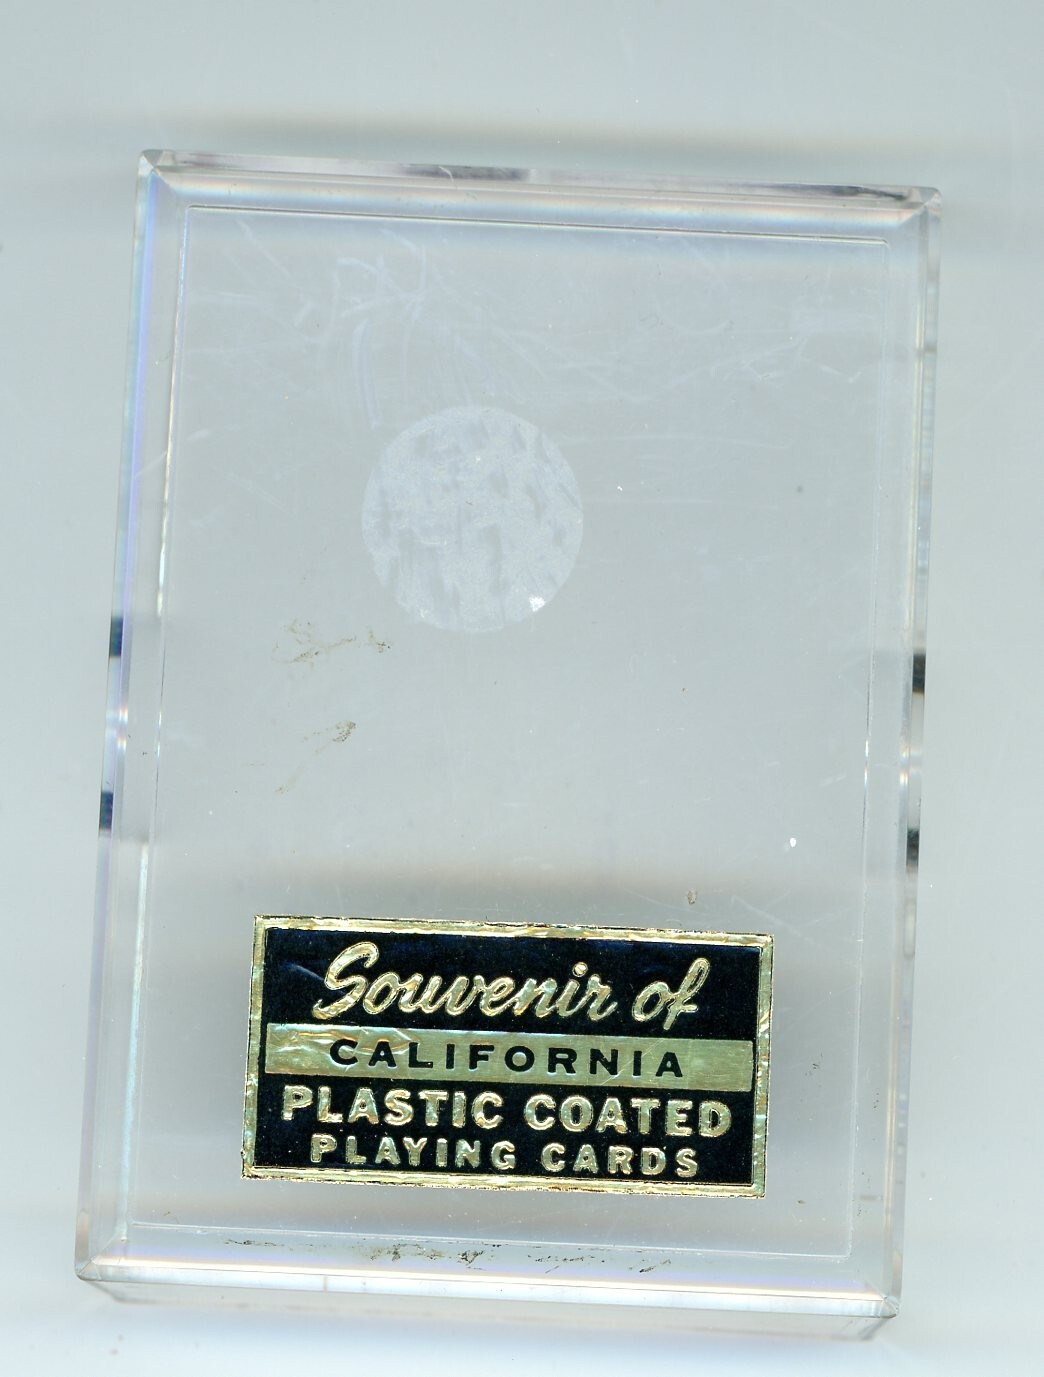 Souvenir of
CALIFORNIA
PLASTIC COATED
PLAYING CARDS